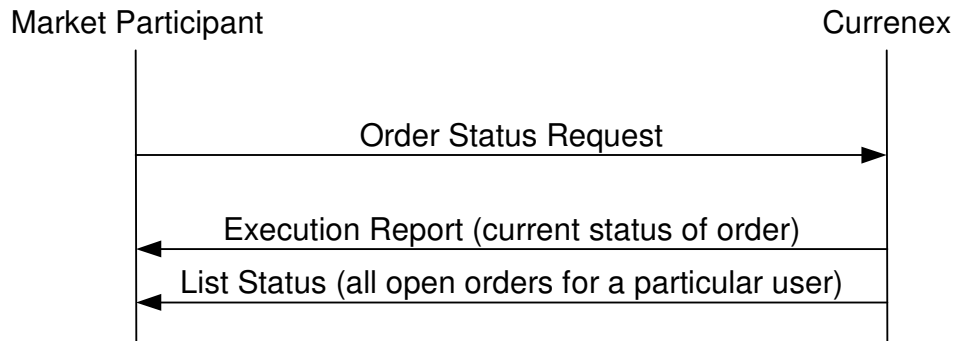 Market Participant
Currenex
Order Status Request
Execution Report (current status of order)
List Status (all open orders for a particular user)